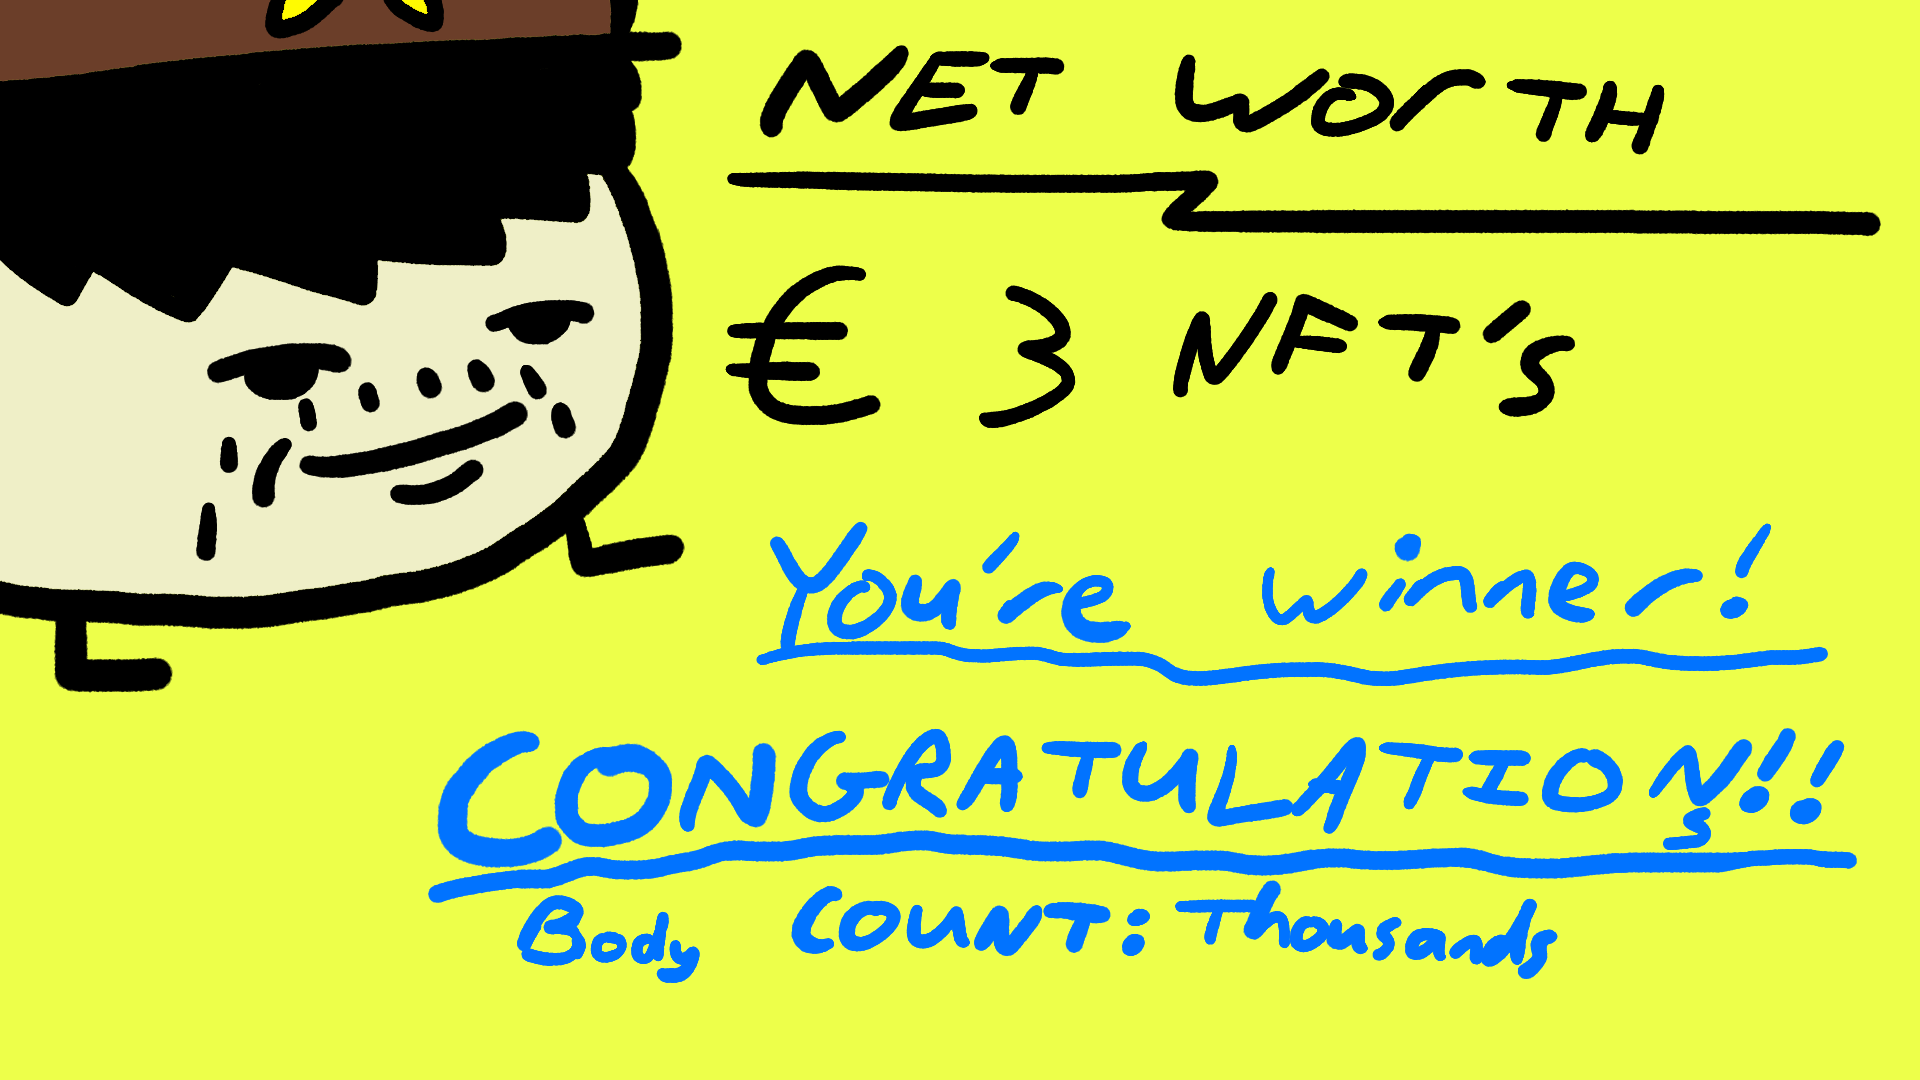 NET WORTH
€ 3 NFT's
You're winner!
CONGRATULATIONS!!
Body COUNT: Thousands